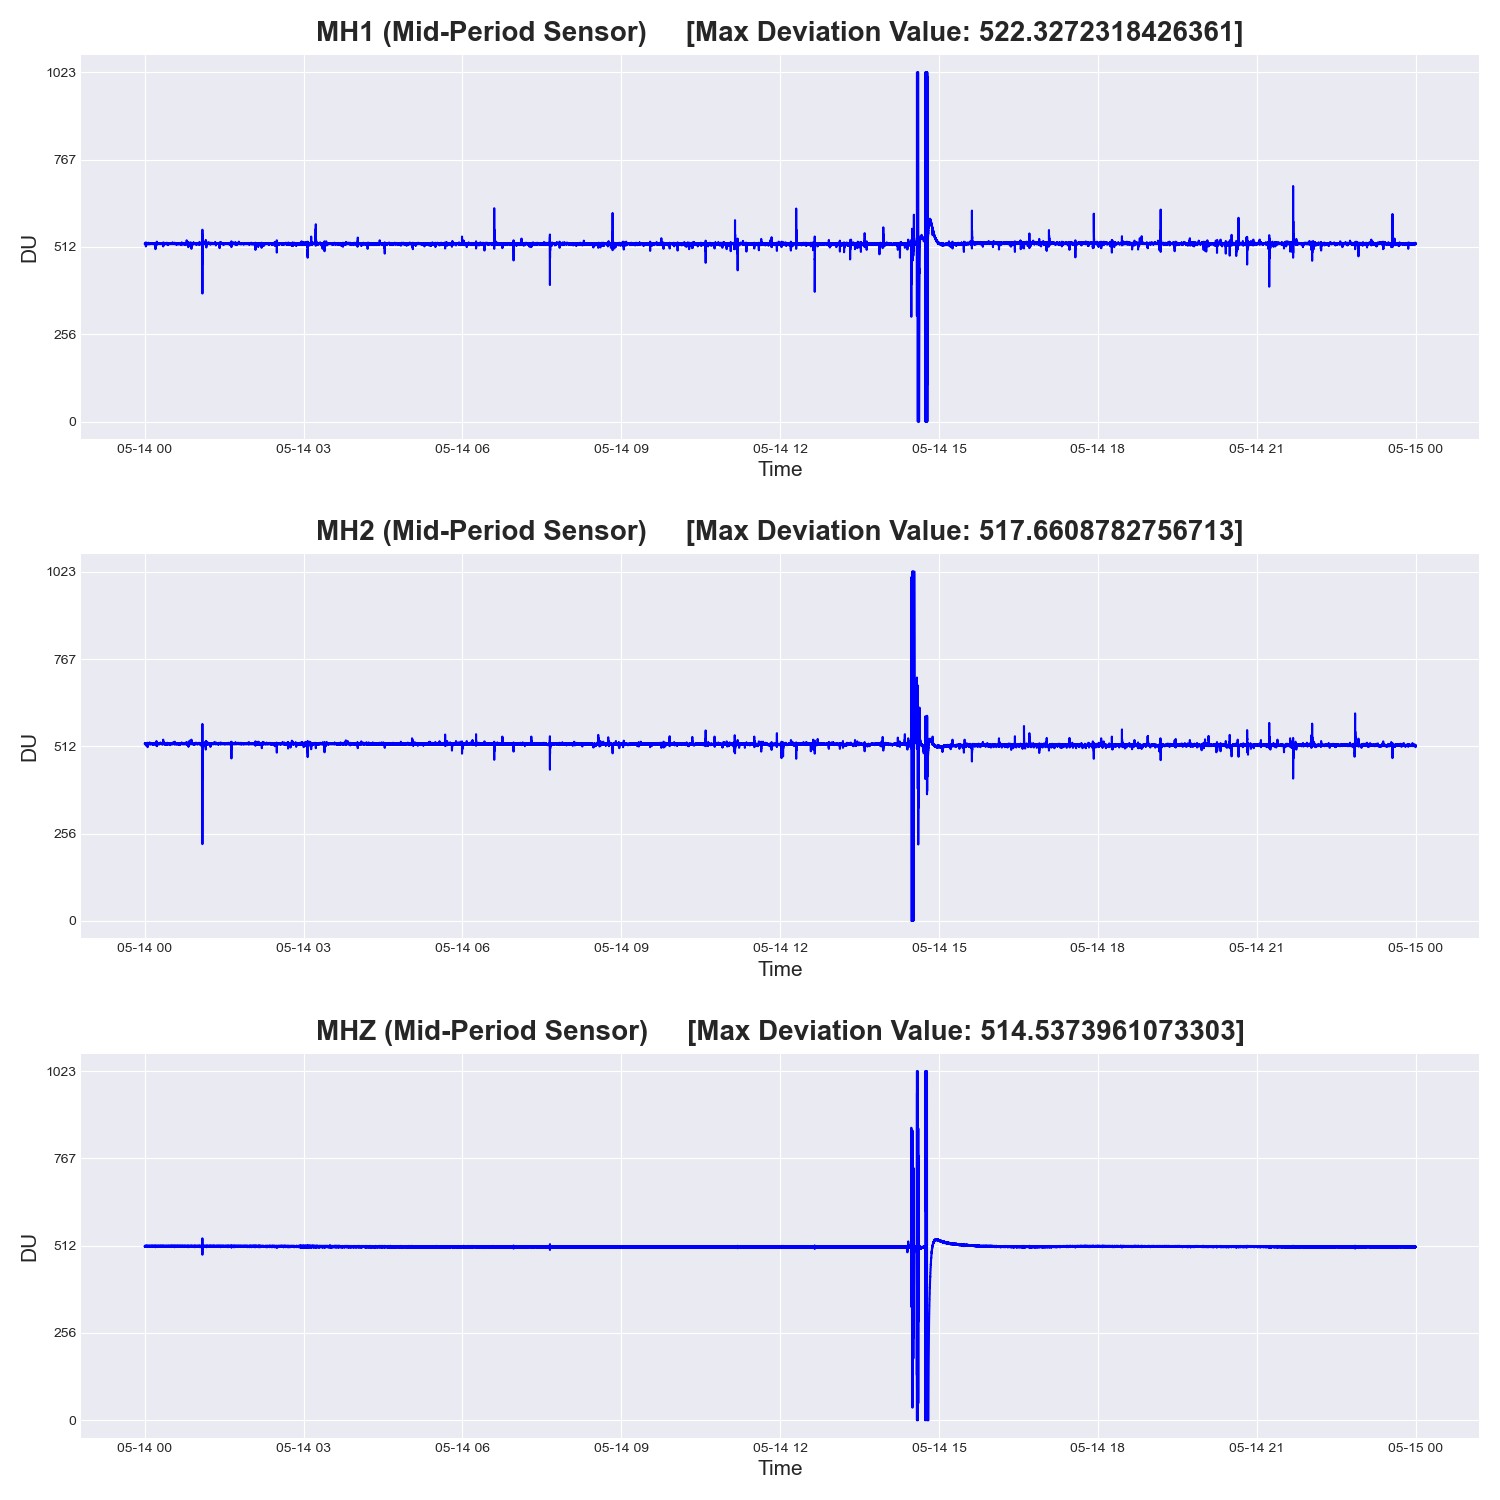 MH1 (Mid-Period Sensor) [Max Deviation Value: 522.3272318426361]
1023
767
512
256
0
DU
05-14 00 05-14 03 05-14 06 05-14 09 05-14 12 05-14 15 05-14 18 05-14 21 05-15 00
Time
MH2 (Mid-Period Sensor) [Max Deviation Value: 517.6608782756713]
1023
767
512
256
0
DU
05-14 00 05-14 03 05-14 06 05-14 09 05-14 12 05-14 15 05-14 18 05-14 21 05-15 00
Time
MHZ (Mid-Period Sensor) [Max Deviation Value: 514.5373961073303]
1023
767
512
256
0
DU
05-14 00 05-14 03 05-14 06 05-14 09 05-14 12 05-14 15 05-14 18 05-14 21 05-15 00
Time